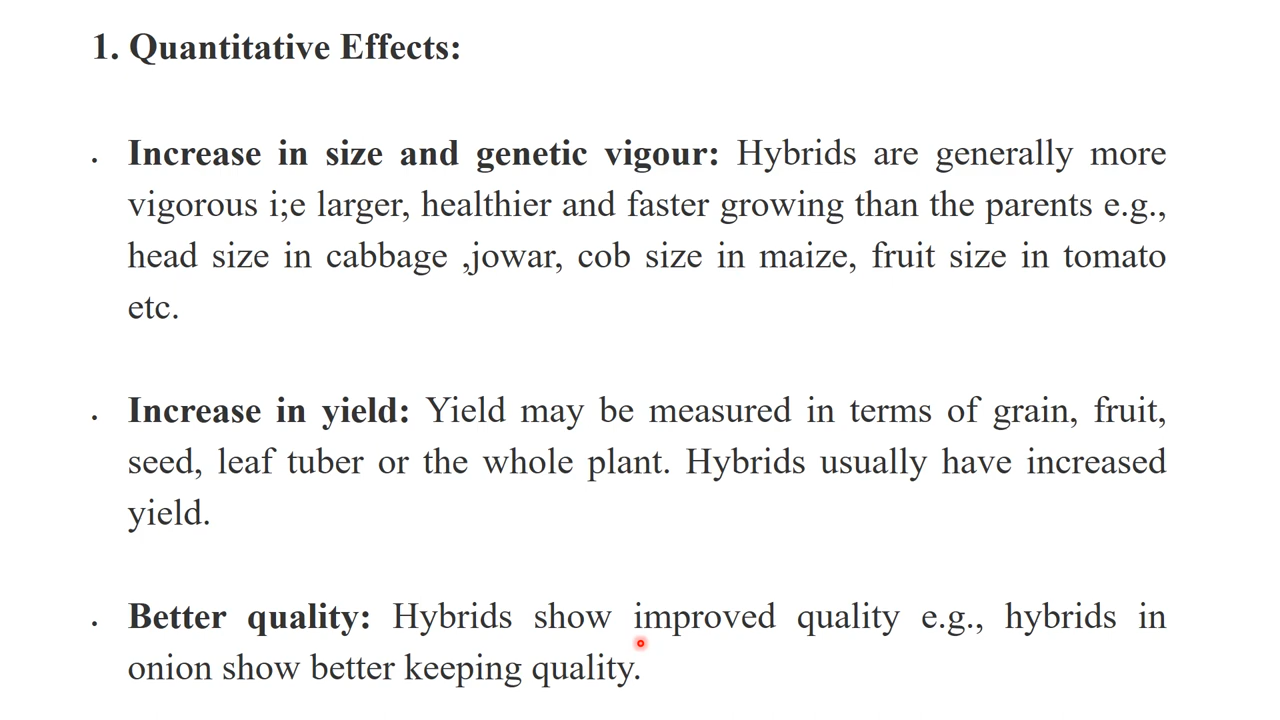 1. Quantitative Effects:
. Increase in size and genetic vigour: Hybrids are generally more
vigorous i;e larger, healthier and faster growing than the parents e.g.,
head size in cabbage ,jowar, cob size in maize, fruit size in tomato
etc.
. Increase in yield: Yield may be measured in terms of grain, fruit,
seed, leaf tuber or the whole plant. Hybrids usually have increased
yield.
. Better quality: Hybrids show improved quality e.g., hybrids in
onion show better keeping quality.